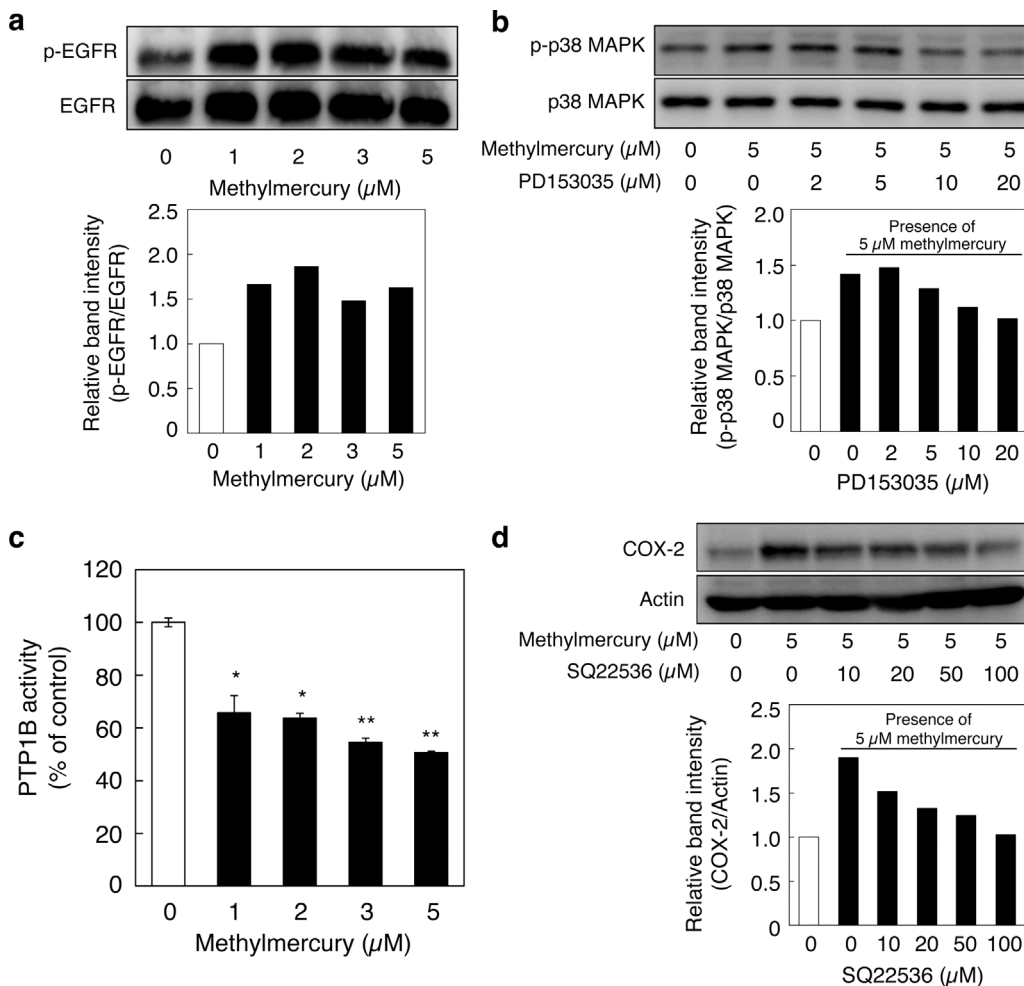 a
p-EGFR
EGFR
0 1 2 3 5
Methylmercury (µM)
Relative band intensity
(p-EGFR/EGFR)
2.5
2.0
1.5
1.0
0.5
0
0 1 2 3 5
Methylmercury (µM)
b
p-p38 MAPK
p38 MAPK
Methylmercury (µM) 0 5 5 5 5 5
PD153035 (µM) 0 0 2 5 10 20
Relative band intensity
(p-p38 MAPK/p38 MAPK)
2.0
1.5
1.0
0.5
0
Presence of
5 µM methylmercury
0 0 2 5 10 20
PD153035 (µM)
c
PTP1B activity
(% of control)
120
100
80
60
40
20
0
* * ** **
0 1 2 3 5
Methylmercury (µM)
d
COX-2
Actin
Methylmercury (µM) 0 5 5 5 5 5
SQ22536 (µM) 0 0 10 20 50 100
Relative band intensity
(COX-2/Actin)
2.5
2.0
1.5
1.0
0.5
0
Presence of
5 µM methylmercury
0 0 10 20 50 100
SQ22536 (µM)